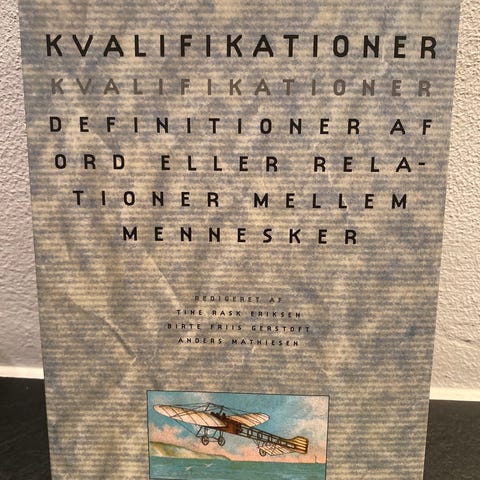 KVALIFIKATIONER
KVALIFIKATIONER
DEFINITIONER AF
ORD ELLER RELA-
TIONER MELLEM
MENNESKER
REDIGERET AF
TINE RASK ERIKSEN
BIRTE FRIIS GERSTOFT
ANDERS MATHIESEN